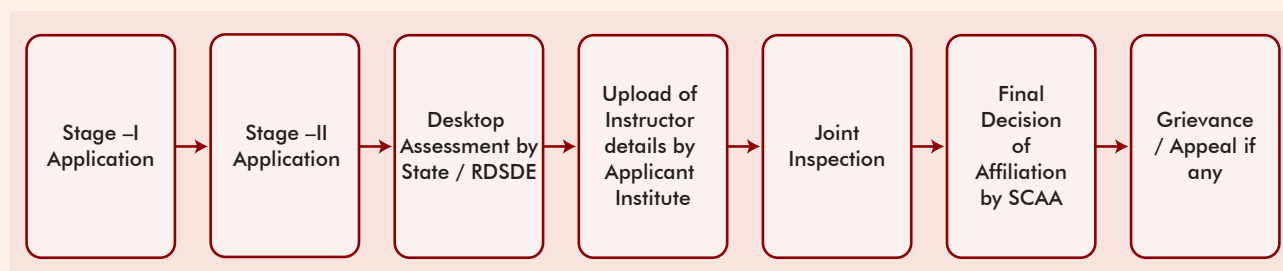 Stage –I
Application
Stage –II
Application
Desktop
Assessment by
State / RDSDE
Upload of
Instructor
details by
Applicant
Institute
Joint
Inspection
Final
Decision
of
Affiliation
by SCAA
Grievance
/ Appeal if
any